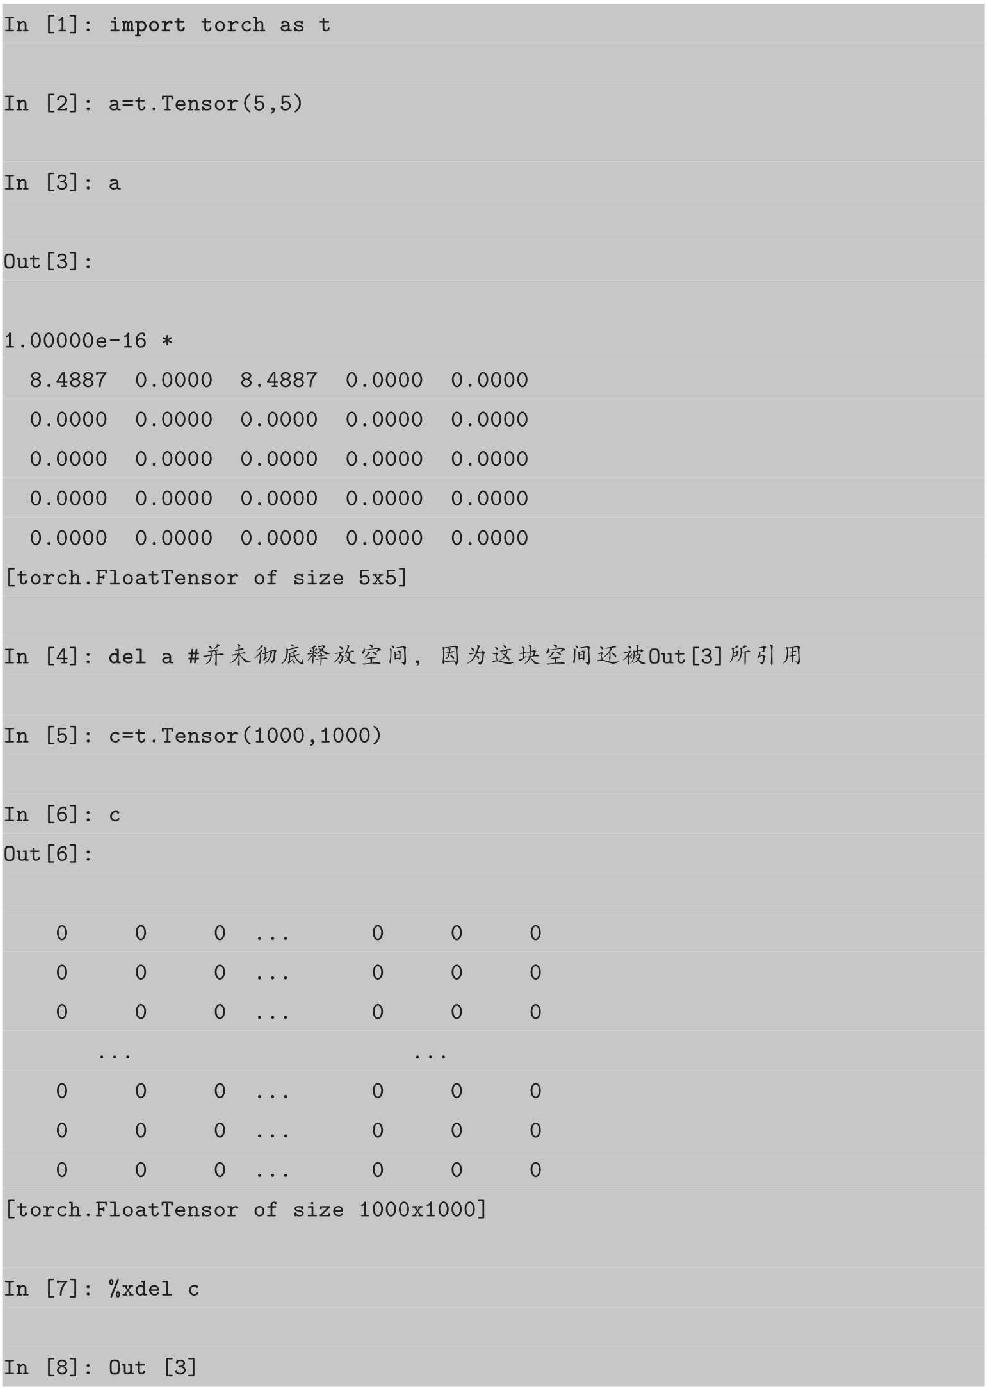 In [1]: import torch as t
In [2]: a=t.Tensor(5,5)
In [3]: a
Out[3]:
1.00000e-16 *
8.4887 0.0000 8.4887 0.0000 0.0000
0.0000 0.0000 0.0000 0.0000 0.0000
0.0000 0.0000 0.0000 0.0000 0.0000
0.0000 0.0000 0.0000 0.0000 0.0000
0.0000 0.0000 0.0000 0.0000 0.0000
[torch.FloatTensor of size 5x5]
In [4]: del a #并未彻底释放空间, 因为这块空间还被Out[3]所引用
In [5]: c=t.Tensor(1000,1000)
In [6]: c
Out[6]:
0 0 0 ... 0 0 0
0 0 0 ... 0 0 0
0 0 0 ... 0 0 0
... ...
0 0 0 ... 0 0 0
0 0 0 ... 0 0 0
0 0 0 ... 0 0 0
[torch.FloatTensor of size 1000x1000]
In [7]: %xdel c
In [8]: Out [3]